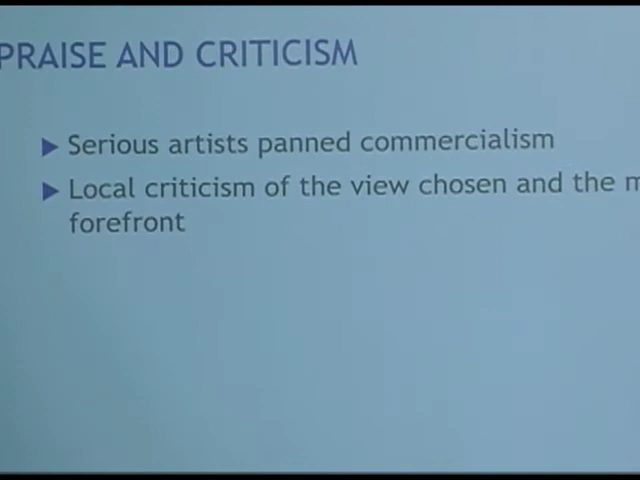 PRAISE AND CRITICISM
Serious artists panned commercialism
Local criticism of the view chosen and the
forefront